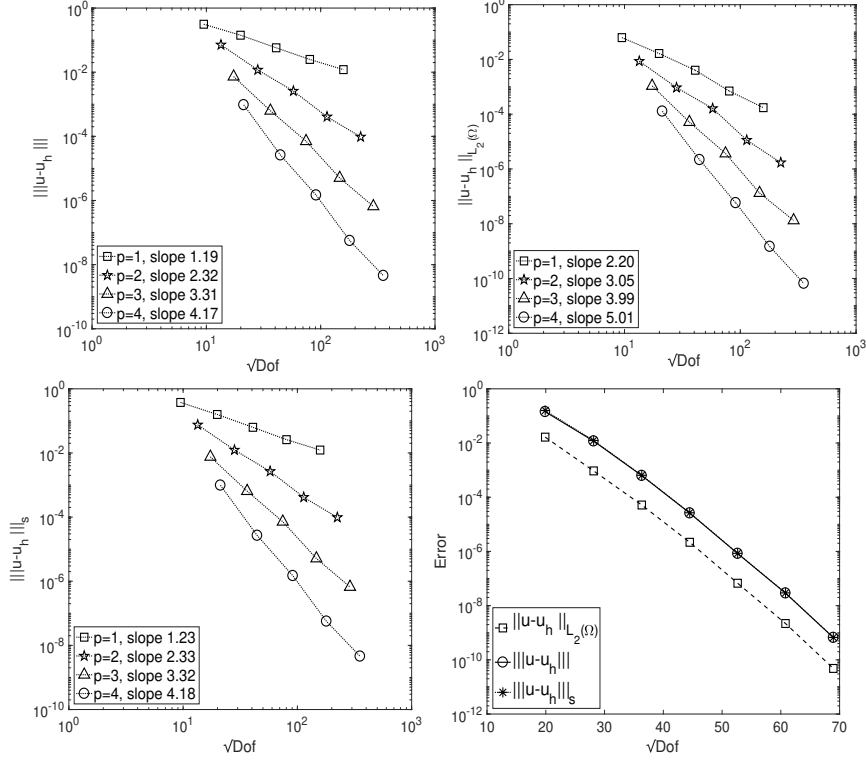 10^0
10^-2
10^-4
10^-6
10^-8
10^-10
|||u-u_h |||
p=1, slope 1.19
p=2, slope 2.32
p=3, slope 3.31
p=4, slope 4.17
10^0 10^1 10^2 10^3
√Dof
10^0
10^-2
10^-4
10^-6
10^-8
10^-10
10^-12
||u-u_h ||_L_2(Ω)
p=1, slope 2.20
p=2, slope 3.05
p=3, slope 3.99
p=4, slope 5.01
10^0 10^1 10^2 10^3
√Dof
10^0
10^-2
10^-4
10^-6
10^-8
10^-10
|||u-u_h |||_s
p=1, slope 1.23
p=2, slope 2.33
p=3, slope 3.32
p=4, slope 4.18
10^0 10^1 10^2 10^3
√Dof
10^0
10^-2
10^-4
10^-6
10^-8
10^-10
10^-12
Error
||u-u_h ||_L_2(Ω)
|||u-u_h|||
|||u-u_h|||_s
10 20 30 40 50 60 70
√Dof